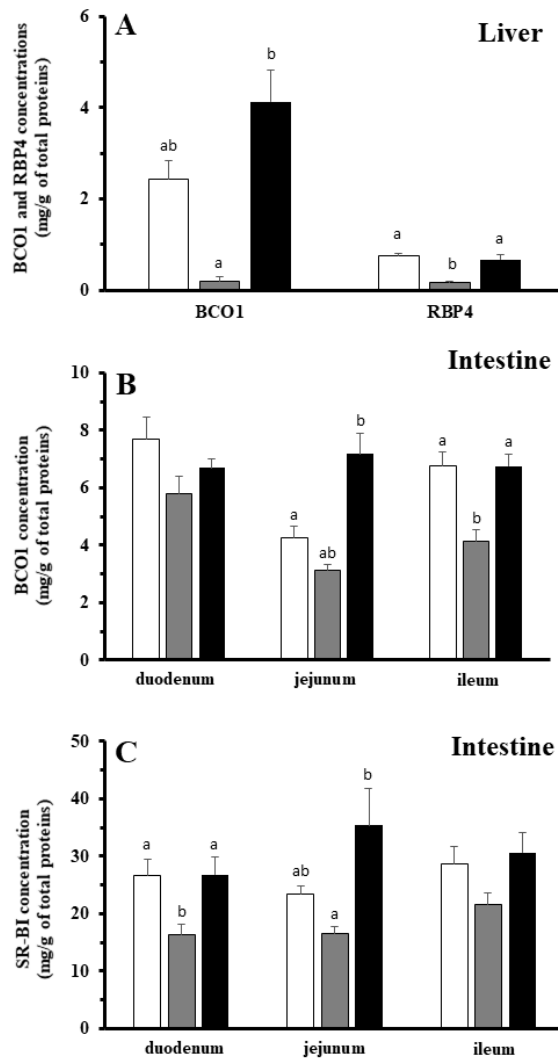 A
Liver
BCO1 and RBP4 concentrations
(mg/g of total proteins)
6
4
2
0
ab
a
b
a
b
a
BCO1
RBP4
B
Intestine
BCO1 concentration
(mg/g of total proteins)
10
8
6
4
2
0
a
ab
b
a
b
a
duodenum
jejunum
ileum
C
Intestine
SR-BI concentration
(mg/g of total proteins)
50
40
30
20
10
0
a
b
a
ab
a
b
duodenum
jejunum
ileum